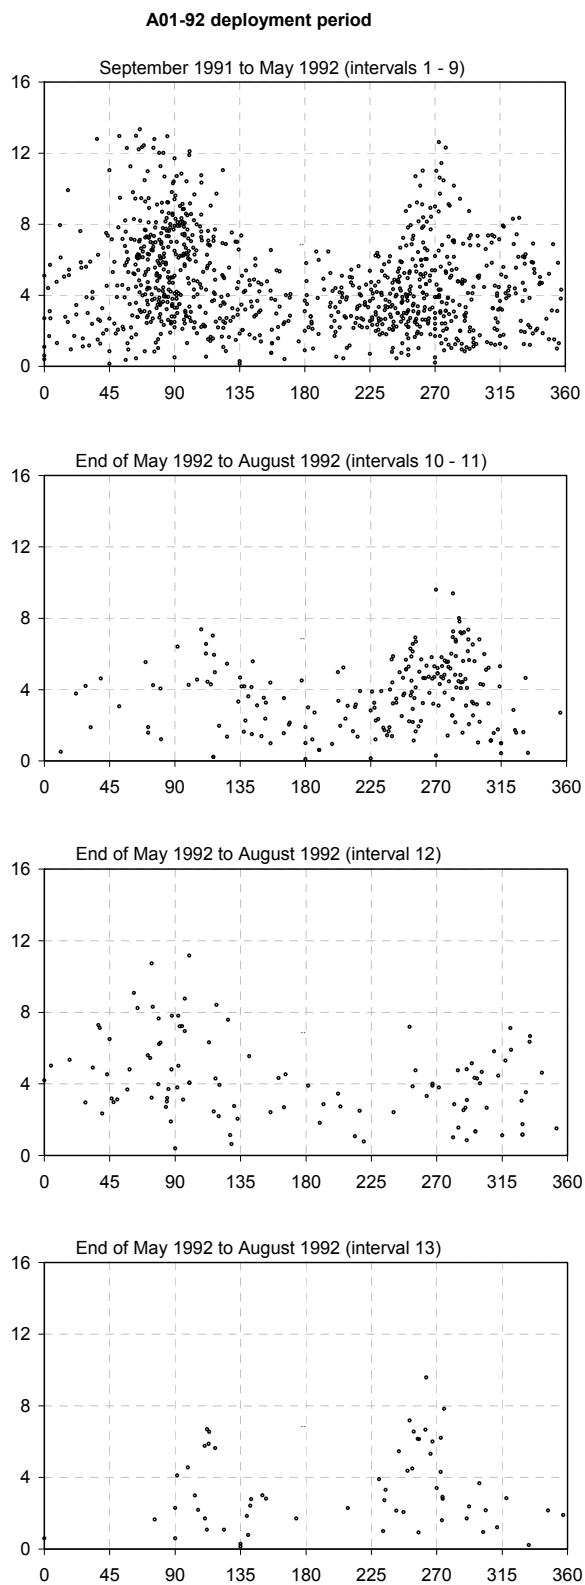 A01-92 deployment period
September 1991 to May 1992 (intervals 1 - 9)
16
12
8
4
0
0 45 90 135 180 225 270 315 360
End of May 1992 to August 1992 (intervals 10 - 11)
16
12
8
4
0
0 45 90 135 180 225 270 315 360
End of May 1992 to August 1992 (interval 12)
16
12
8
4
0
0 45 90 135 180 225 270 315 360
End of May 1992 to August 1992 (interval 13)
16
12
8
4
0
0 45 90 135 180 225 270 315 360